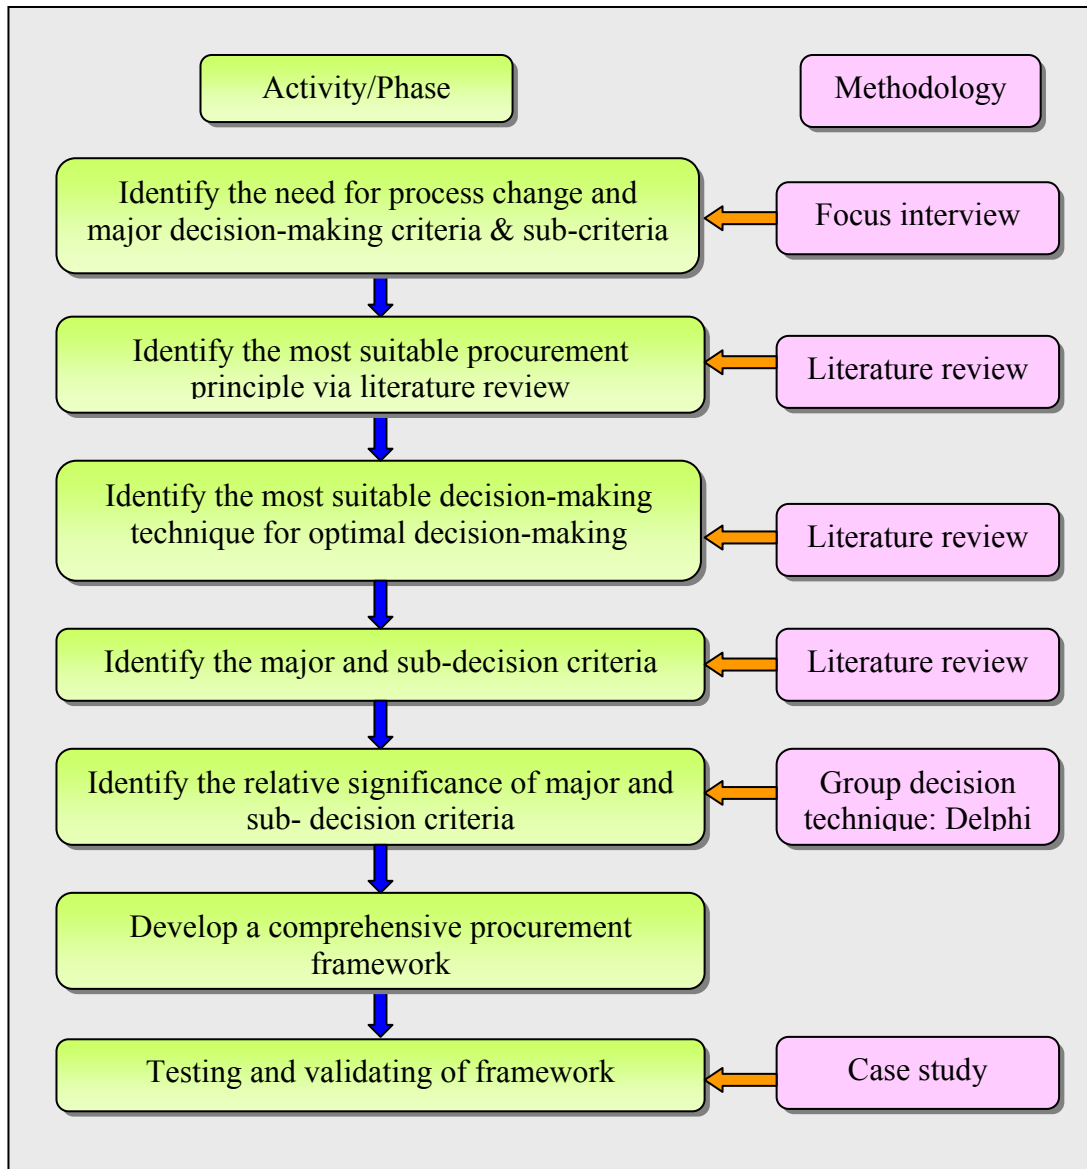 Activity/Phase
Methodology
Identify the need for process change and
major decision-making criteria & sub-criteria
Focus interview
Identify the most suitable procurement
principle via literature review
Literature review
Identify the most suitable decision-making
technique for optimal decision-making
Literature review
Identify the major and sub-decision criteria
Literature review
Identify the relative significance of major and
sub- decision criteria
Group decision
technique: Delphi
Develop a comprehensive procurement
framework
Testing and validating of framework
Case study